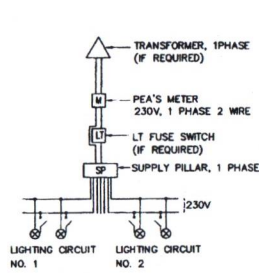 TRANSFORMER, 1PHASE
(IF REQUIRED)
M
PEA'S METER
230V, 1 PHASE 2 WIRE
LT
LT FUSE SWITCH
(IF REQUIRED)
SP
SUPPLY PILLAR, 1 PHASE
230V
LIGHTING CIRCUIT
NO. 1
LIGHTING CIRCUIT
NO. 2